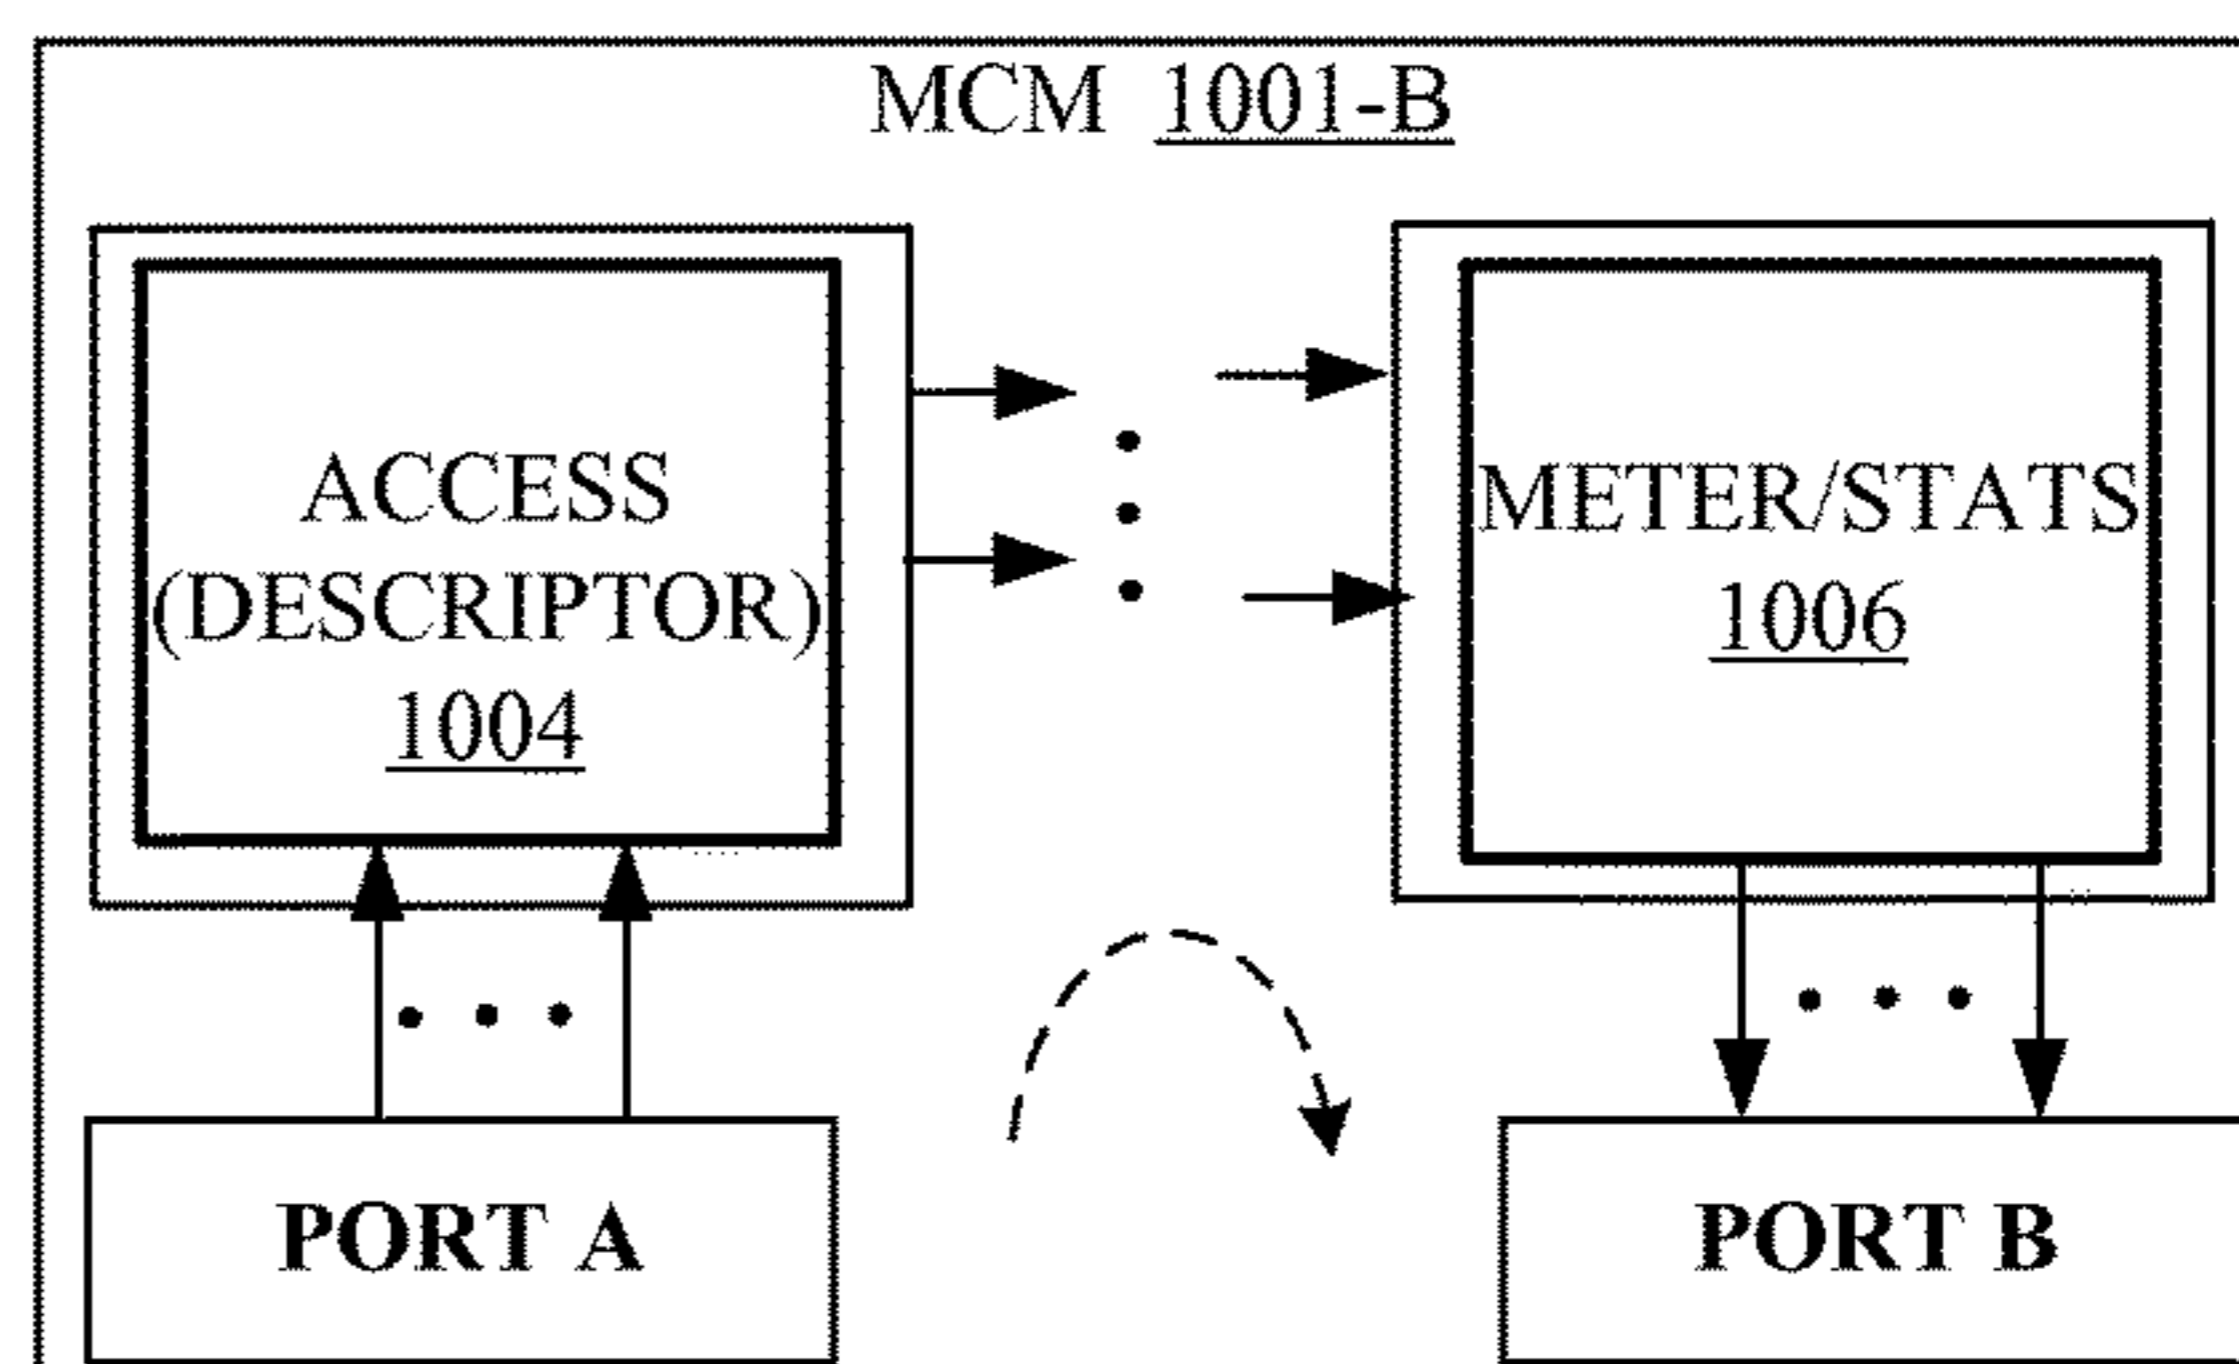 MCM 1001-B
ACCESS
(DESCRIPTOR)
1004
METER/STATS
1006
PORT A
PORT B